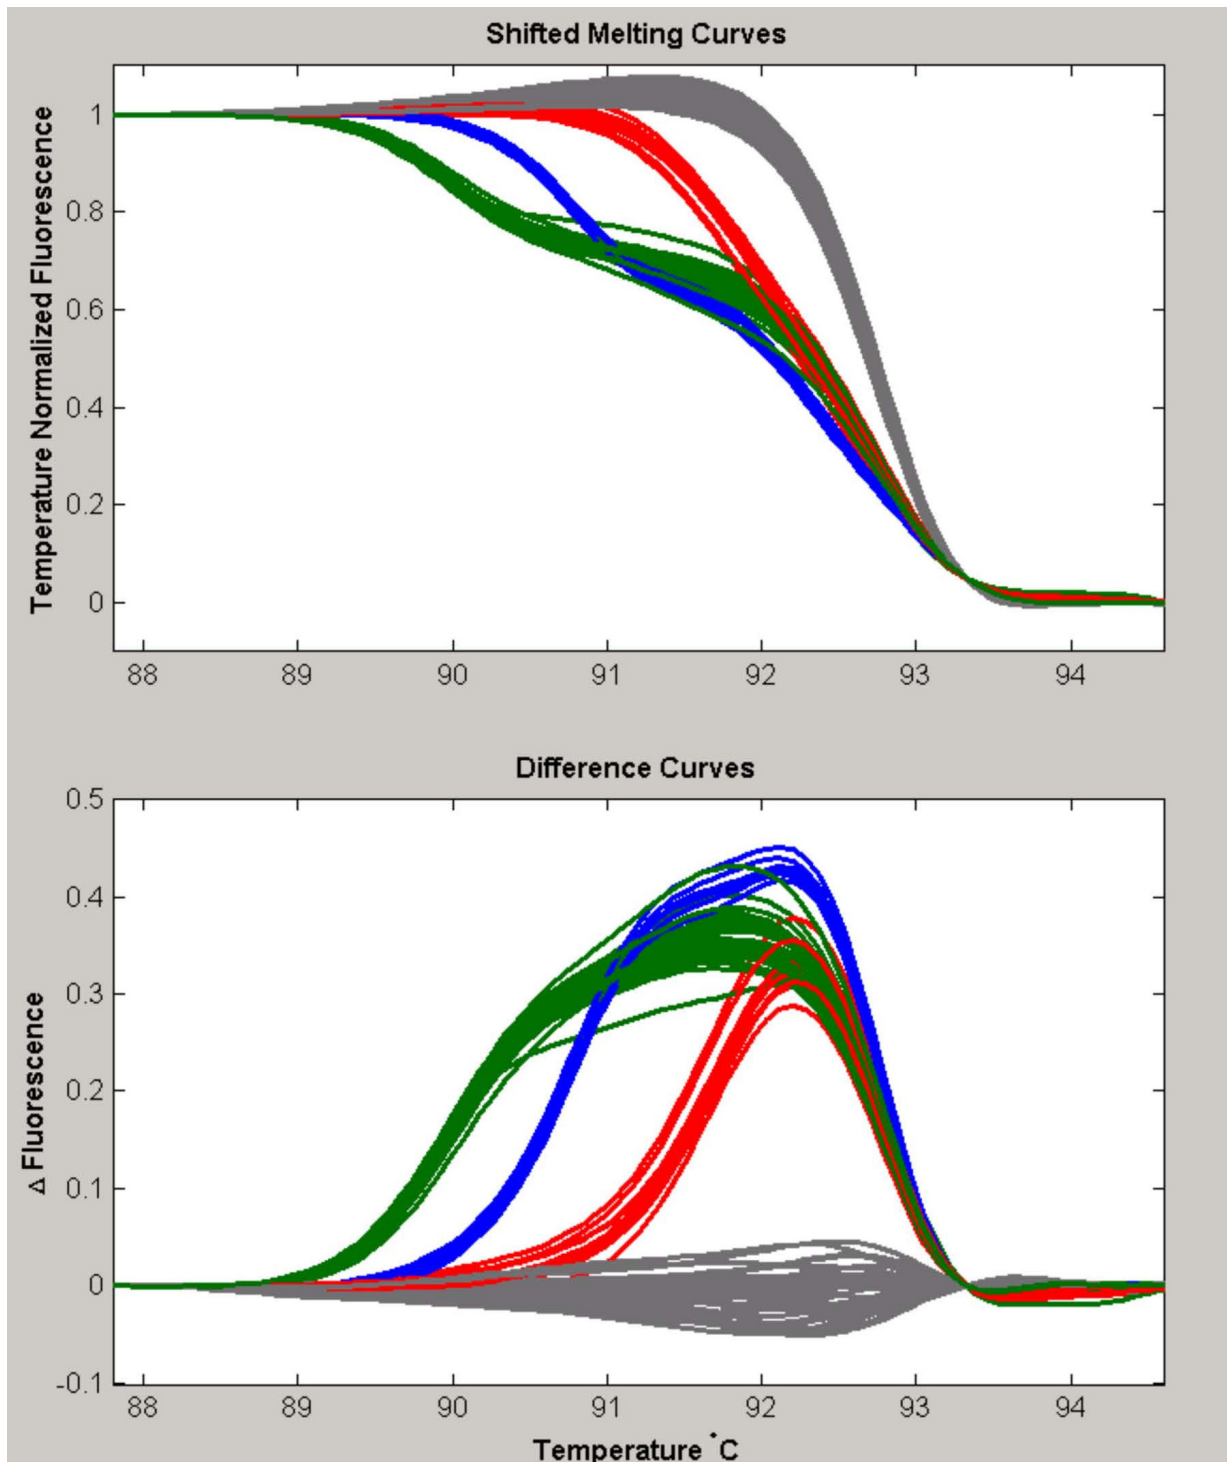 Shifted Melting Curves
Temperature Normalized Fluorescence
1
0.8
0.6
0.4
0.2
0
88 89 90 91 92 93 94
Difference Curves
Δ Fluorescence
0.5
0.4
0.3
0.2
0.1
0
-0.1
88 89 90 91 92 93 94
Temperature °C